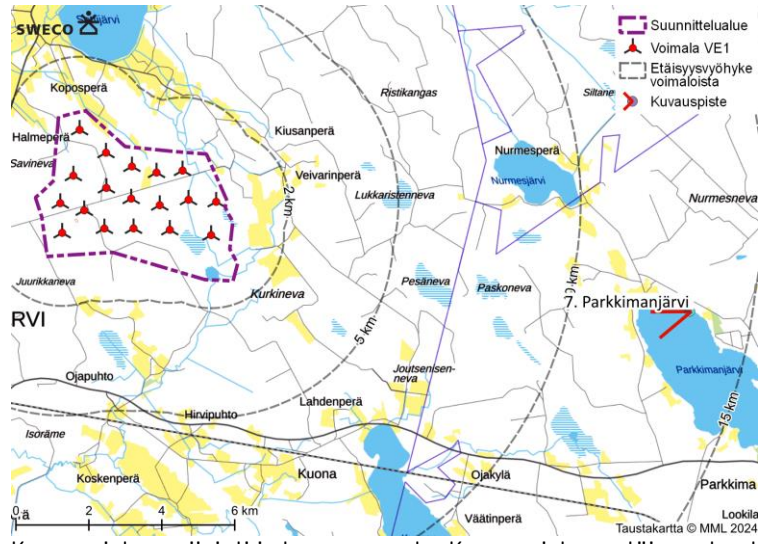 SWECO
Suunnittelualue
Voimala VE1
Etäisyysvyöhyke
voimaloista
Kuvauspiste
Koposperä
Ristikangas
Siltane
Halmeperä
Kiusanperä
Savineva
Nurmesperä
Veivarinperä
Nurmesjärvi
2 km
Lukkaristenneva
Nurmesneva
Juurikkaneva
Kurkineva
Pesäneva
Paskoneva
7. Parkkimanjärvi
RVI
5 km
Parkkimanjärvi
Joutsenisen-
neva
Ojapuhto
Lahdenperä
15 km
Hirvipuhto
Isoräme
Koskenperä
Kuona
Ojakylä
Parkkima
Väätinperä
Lookila
0 2 4 6 km
Taustakartta © MML 2024